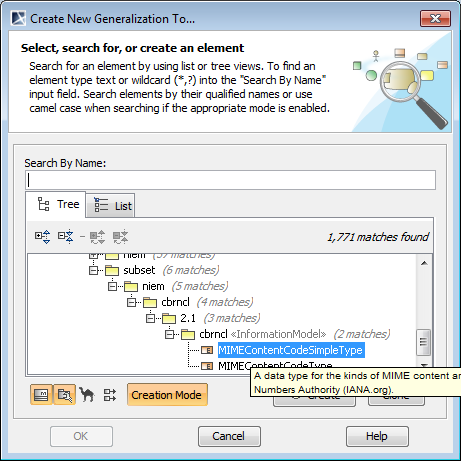 Create New Generalization To...
Select, search for, or create an element
Search for an element by using list or tree views. To find an
element type text or wildcard (*,?) into the "Search By Name"
input field. Search elements by their qualified names or use
camel case when searching if the appropriate mode is enabled.
Search By Name:
Tree
List
1,771 matches found
niem (57 matches)
subset (6 matches)
niem (5 matches)
cbrncl (4 matches)
2.1 (3 matches)
cbrncl «InformationModel» (2 matches)
MIMEContentCodeSimpleType
MIMEContentCodeType
A data type for the kinds of MIME content an
Numbers Authority (IANA.org).
Creation Mode
Create
Clone
OK
Cancel
Help